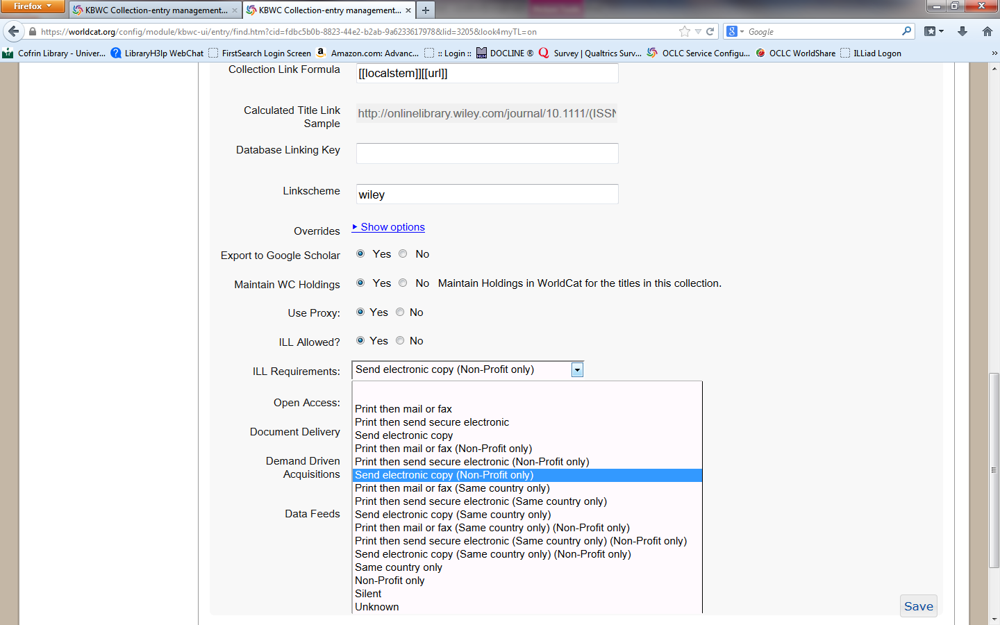 Firefox
KBWC Collection-entry management...
KBWC Collection-entry management...
https://worldcat.org/config/module/kbwc-ui/entry/find.htm?cid=fdbc5b0b-8823-44e2-b2ab-9a6233617978&lid=3205&look4myTL=on
Google
Cofrin Library - Univer...
LibraryH3lp WebChat
FirstSearch Login Screen
Amazon.com: Advanc...
:: Login ::
DOCLINE ®
Survey | Qualtrics Surv...
OCLC Service Configu...
OCLC WorldShare
ILLiad Logon
Collection Link Formula
[[localstem]][[url]]
Calculated Title Link
Sample
http://onlinelibrary.wiley.com/journal/10.1111/(ISSN
Database Linking Key
Linkscheme
wiley
Overrides
Show options
Export to Google Scholar
Yes No
Maintain WC Holdings
Yes No Maintain Holdings in WorldCat for the titles in this collection.
Use Proxy:
Yes No
ILL Allowed?
Yes No
ILL Requirements:
Send electronic copy (Non-Profit only)
Open Access:
Document Delivery
Demand Driven
Acquisitions
Data Feeds
Print then mail or fax
Print then send secure electronic
Send electronic copy
Print then mail or fax (Non-Profit only)
Print then send secure electronic (Non-Profit only)
Send electronic copy (Non-Profit only)
Print then mail or fax (Same country only)
Print then send secure electronic (Same country only)
Send electronic copy (Same country only)
Print then mail or fax (Same country only) (Non-Profit only)
Print then send secure electronic (Same country only) (Non-Profit only)
Send electronic copy (Same country only) (Non-Profit only)
Same country only
Non-Profit only
Silent
Unknown
Save